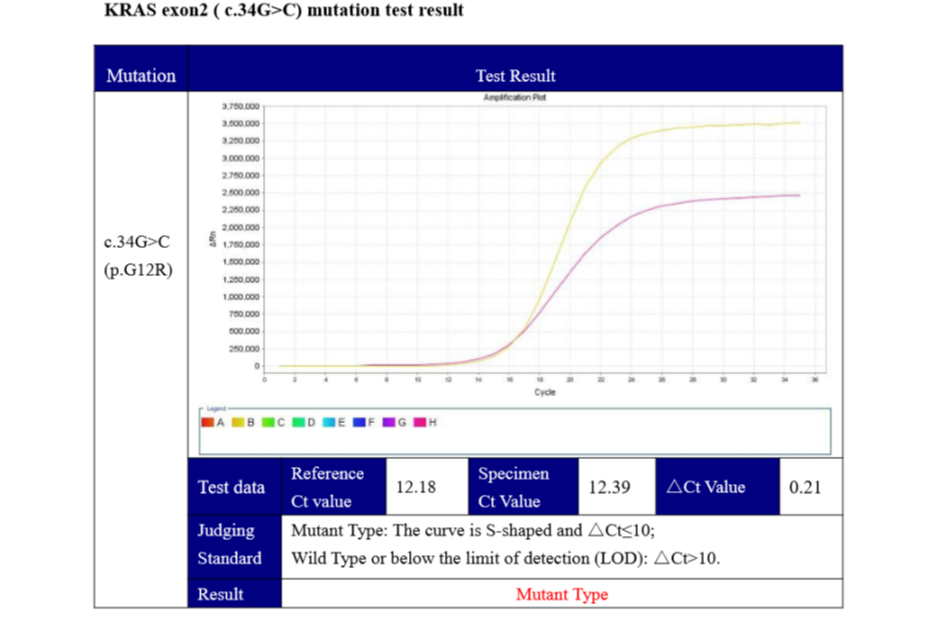 KRAS exon2 ( c.34G>C) mutation test result
Mutation
Test Result
c.34G>C
(p.G12R)
Amplification Plot
3,750,000
3,500,000
3,250,000
3,000,000
2,750,000
2,500,000
2,250,000
2,000,000
1,750,000
1,500,000
1,250,000
1,000,000
750,000
500,000
250,000
0
ΔRn
0 2 4 6 8 10 12 14 16 18 20 22 24 26 28 30 32 34 36
Cycle
Legend
A B C D E F G H
Test data
Reference
Ct value
12.18
Specimen
Ct Value
12.39
△Ct Value
0.21
Judging
Standard
Mutant Type: The curve is S-shaped and △Ct≤10;
Wild Type or below the limit of detection (LOD): △Ct>10.
Result
Mutant Type